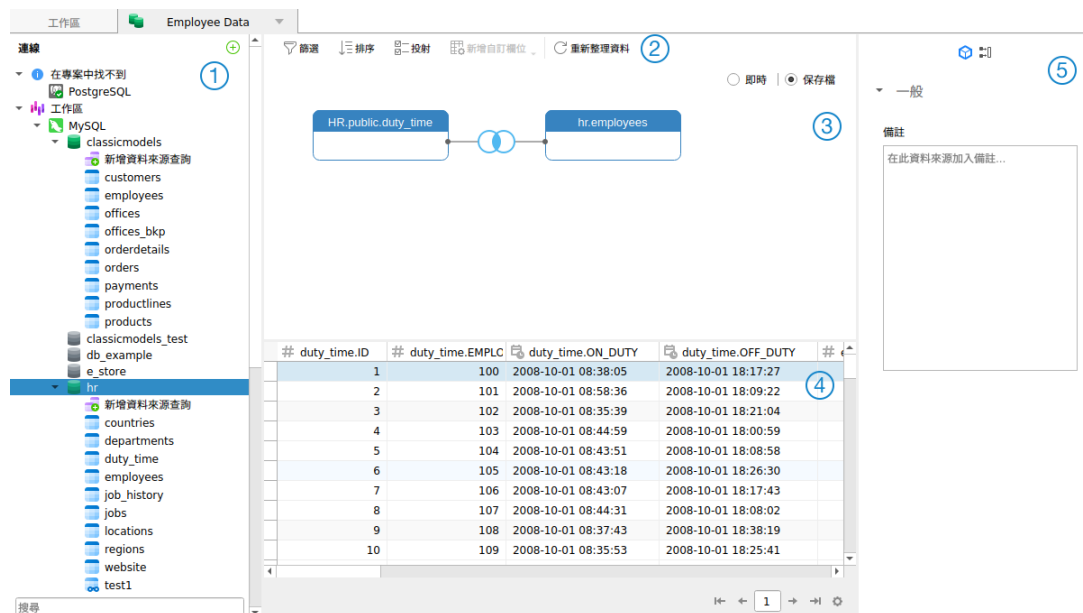 工作區
Employee Data
連線
1
在專案中找不到
PostgreSQL
工作區
MySQL
classicmodels
新增資料來源查詢
customers
employees
offices
offices_bkp
orderdetails
orders
payments
productlines
products
classicmodels_test
db_example
e_store
hr
新增資料來源查詢
countries
departments
duty_time
employees
job_history
jobs
locations
regions
website
test1
搜尋
篩選 排序 投射 新增自訂欄位 重新整理資料 2
即時 保存檔
HR.public.duty_time hr.employees 3
# duty_time.ID # duty_time.EMPLO duty_time.ON_DUTY duty_time.OFF_DUTY # e
1 100 2008-10-01 08:38:05 2008-10-01 18:17:27
2 101 2008-10-01 08:58:36 2008-10-01 18:09:22
3 102 2008-10-01 08:35:39 2008-10-01 18:21:04
4 103 2008-10-01 08:44:59 2008-10-01 18:00:59
5 104 2008-10-01 08:43:51 2008-10-01 18:08:58
6 105 2008-10-01 08:43:18 2008-10-01 18:26:30
7 106 2008-10-01 08:43:07 2008-10-01 18:17:43
8 107 2008-10-01 08:44:31 2008-10-01 18:08:02
9 108 2008-10-01 08:37:43 2008-10-01 18:38:19
10 109 2008-10-01 08:35:53 2008-10-01 18:25:41
4
1
5
一般
備註
在此資料來源加入備註...